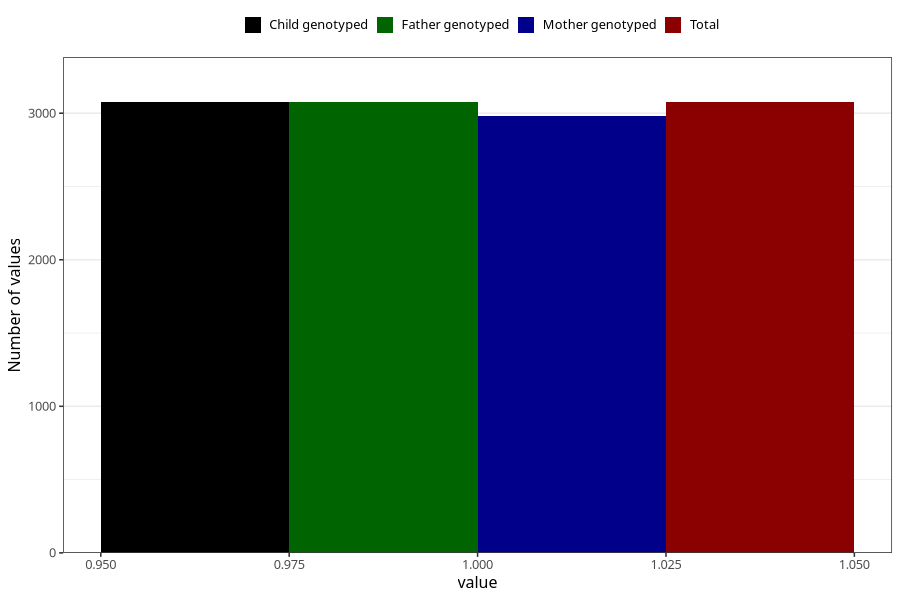 Child genotyped Father genotyped Mother genotyped Total
Number of values
3000
2000
1000
0
0.950 0.975 1.000 1.025 1.050
value